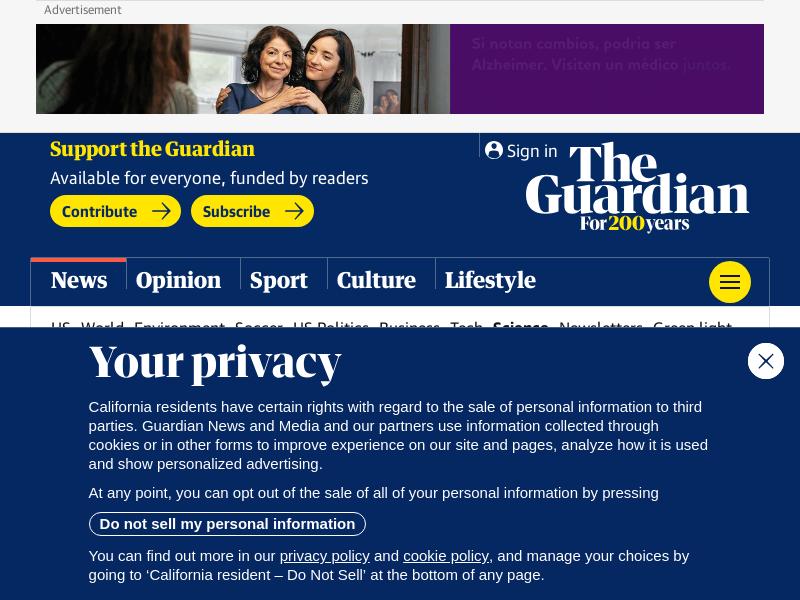 Advertisement
Si notan cambios, podría ser
Alzheimer. Visiten un médico juntos.
Support the Guardian
Available for everyone, funded by readers
Contribute
Subscribe
Sign in
The
Guardian
For 200 years
News
Opinion
Sport
Culture
Lifestyle
US World Environment Soccer US Politics Business Tech Science Newsletters Green light
Your privacy
California residents have certain rights with regard to the sale of personal information to third
parties. Guardian News and Media and our partners use information collected through
cookies or in other forms to improve experience on our site and pages, analyze how it is used
and show personalized advertising.
At any point, you can opt out of the sale of all of your personal information by pressing
Do not sell my personal information
You can find out more in our privacy policy and cookie policy, and manage your choices by
going to ‘California resident – Do Not Sell’ at the bottom of any page.